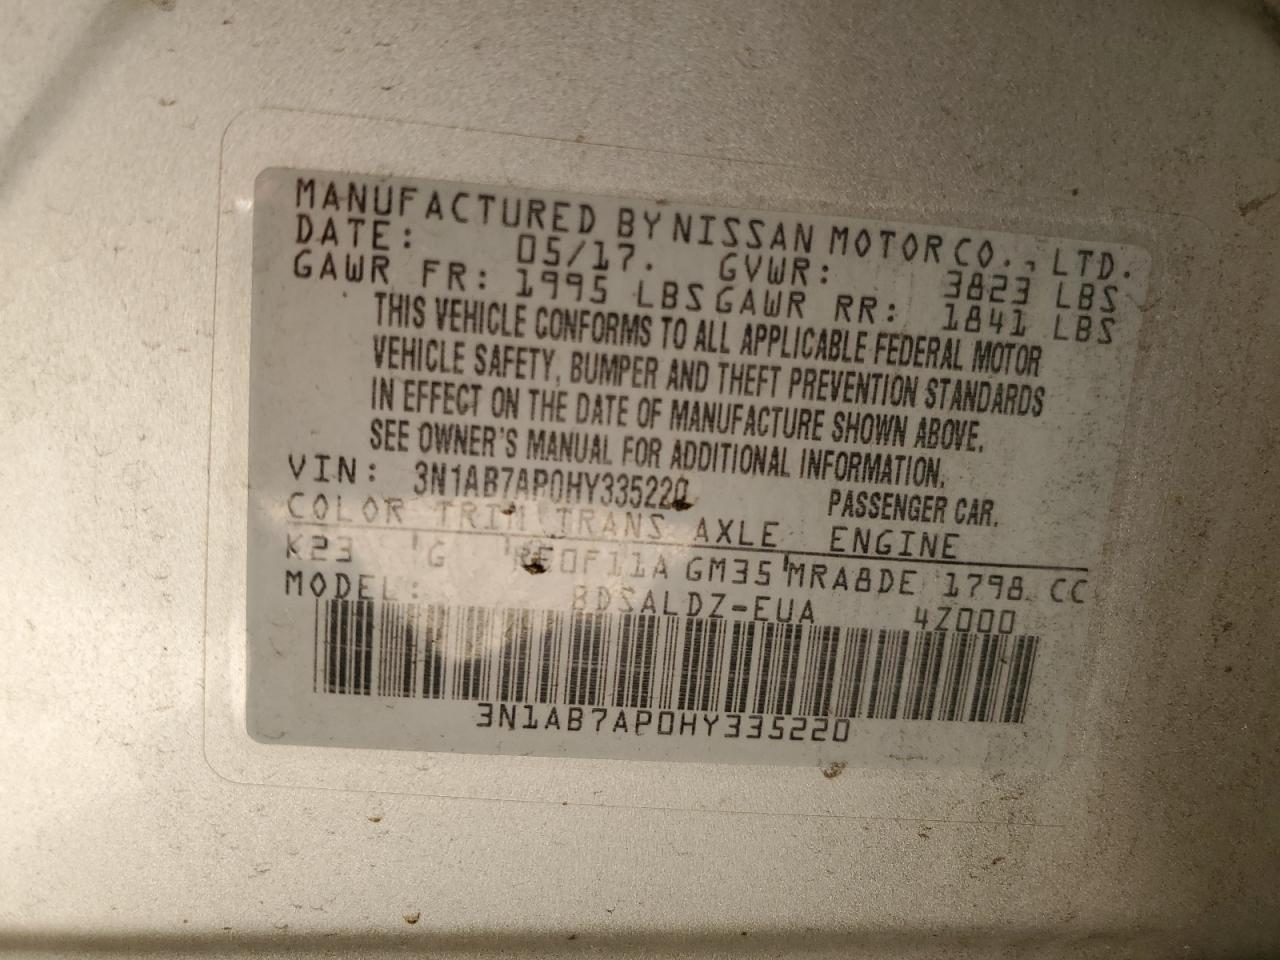 MANUFACTURED BY NISSAN MOTOR CO., LTD.
DATE: 05/17. GVWR: 3823 LBS
GAWR FR: 1995 LBS GAWR RR: 1841 LBS
THIS VEHICLE CONFORMS TO ALL APPLICABLE FEDERAL MOTOR
VEHICLE SAFETY, BUMPER AND THEFT PREVENTION STANDARDS
IN EFFECT ON THE DATE OF MANUFACTURE SHOWN ABOVE.
SEE OWNER'S MANUAL FOR ADDITIONAL INFORMATION.
VIN: 3N1AB7AP0HY335220 PASSENGER CAR.
COLOR TRIM TRANS AXLE ENGINE
K23 'G 'RE0F11A GM35 'MRA8DE 1798 CC
MODEL: BDSALDZ-EUA 4Z000
3N1AB7AP0HY335220